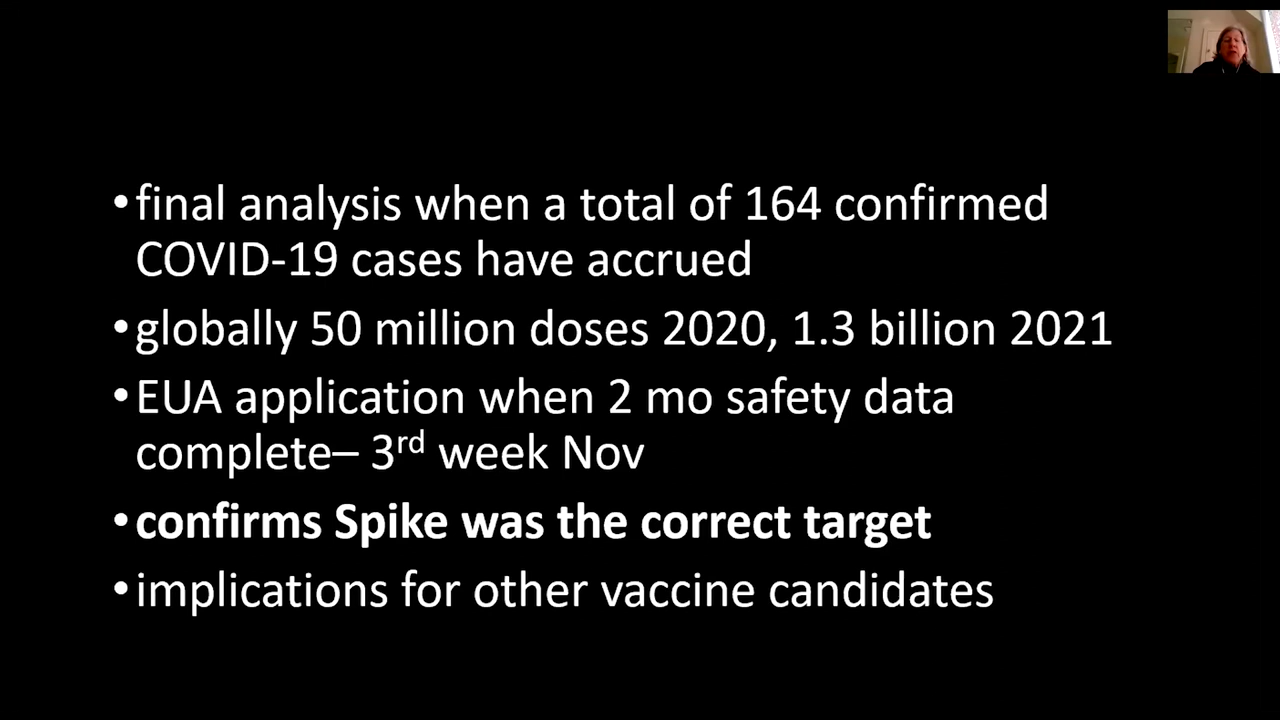 •final analysis when a total of 164 confirmed
COVID-19 cases have accrued
•globally 50 million doses 2020, 1.3 billion 2021
•EUA application when 2 mo safety data
complete– 3rd week Nov
•confirms Spike was the correct target
•implications for other vaccine candidates